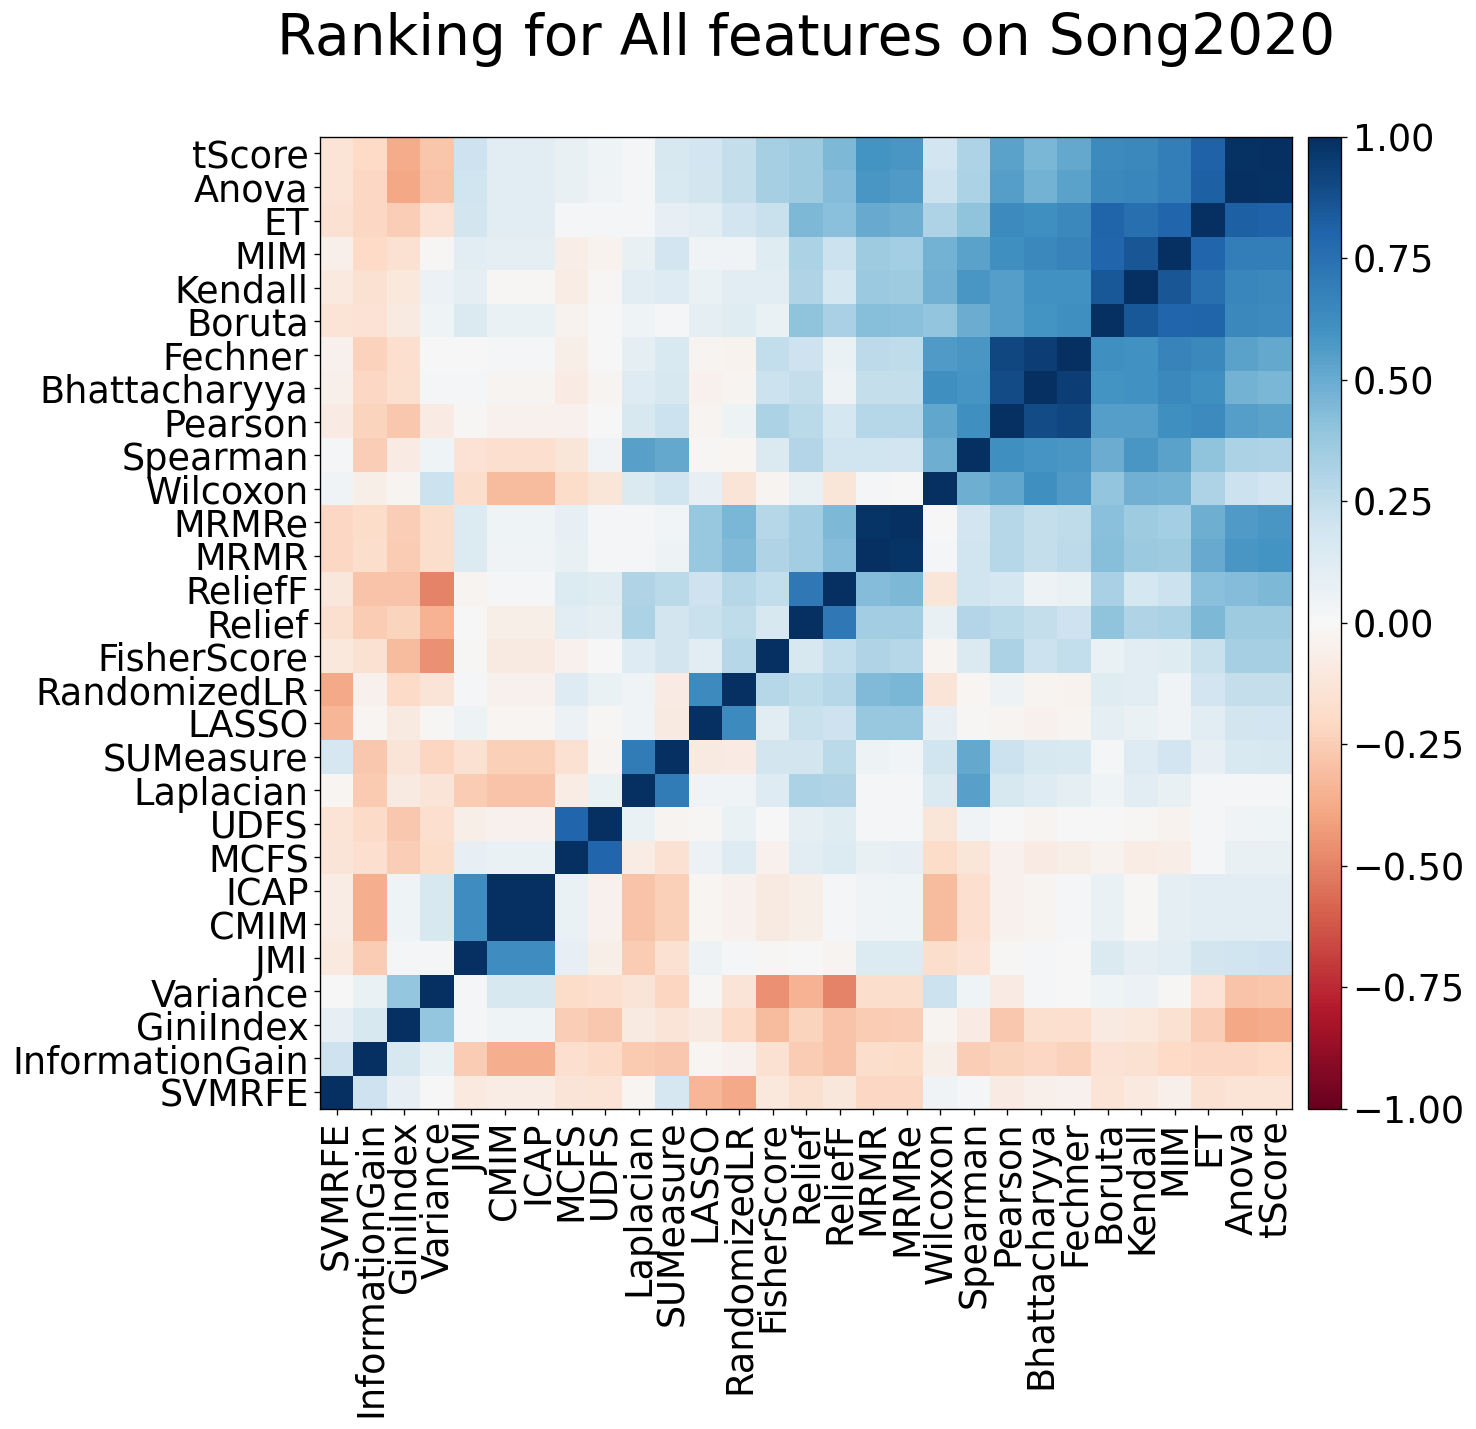 Ranking for All features on Song2020
tScore
Anova
ET
MIM
Kendall
Boruta
Fechner
Bhattacharyya
Pearson
Spearman
Wilcoxon
MRMRe
MRMR
ReliefF
Relief
FisherScore
RandomizedLR
LASSO
SUMeasure
Laplacian
UDFS
MCFS
ICAP
CMIM
JMI
Variance
GiniIndex
InformationGain
SVMRFE
SVMRFE
InformationGain
GiniIndex
Variance
JMI
CMIM
ICAP
MCFS
UDFS
Laplacian
SUMeasure
LASSO
RandomizedLR
FisherScore
Relief
ReliefF
MRMR
MRMRe
Wilcoxon
Spearman
Pearson
Bhattacharyya
Fechner
Boruta
Kendall
MIM
ET
Anova
tScore
1.00
0.75
0.50
0.25
0.00
−0.25
−0.50
−0.75
−1.00